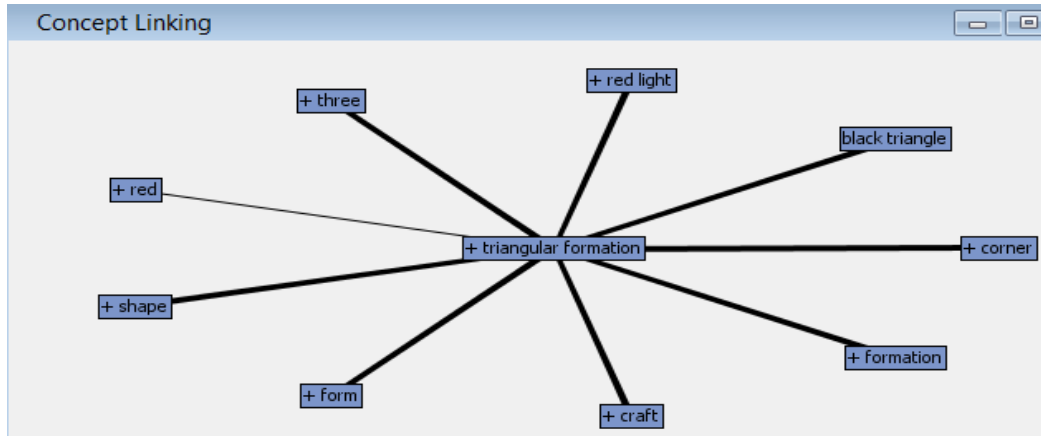 Concept Linking
+ red light
+ three
black triangle
+ red
+ triangular formation
+ corner
+ shape
+ formation
+ form
+ craft